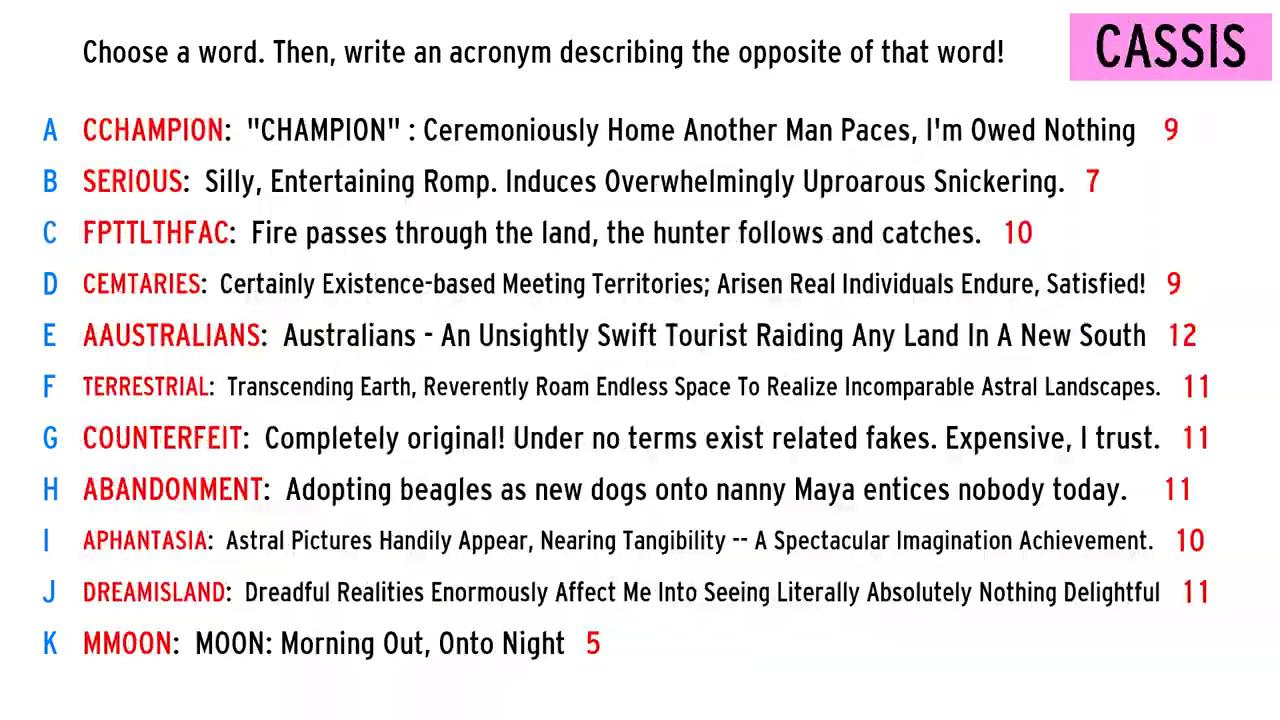 Choose a word. Then, write an acronym describing the opposite of that word!
CASSIS
A CCHAMPION: "CHAMPION" : Ceremoniously Home Another Man Paces, I'm Owed Nothing 9
B SERIOUS: Silly, Entertaining Romp. Induces Overwhelmingly Uproarous Snickering. 7
C FPTTLTHFAC: Fire passes through the land, the hunter follows and catches. 10
D CEMTARIES: Certainly Existence-based Meeting Territories; Arisen Real Individuals Endure, Satisfied! 9
E AAUSTRALIANS: Australians - An Unsightly Swift Tourist Raiding Any Land In A New South 12
F TERRESTRIAL: Transcending Earth, Reverently Roam Endless Space To Realize Incomparable Astral Landscapes. 11
G COUNTERFEIT: Completely original! Under no terms exist related fakes. Expensive, I trust. 11
H ABANDONMENT: Adopting beagles as new dogs onto nanny Maya entices nobody today. 11
I APHANTASIA: Astral Pictures Handily Appear, Nearing Tangibility -- A Spectacular Imagination Achievement. 10
J DREAMISLAND: Dreadful Realities Enormously Affect Me Into Seeing Literally Absolutely Nothing Delightful 11
K MMOON: MOON: Morning Out, Onto Night 5